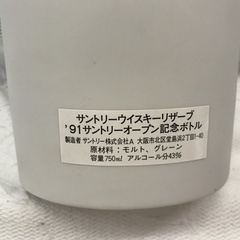 サントリーウイスキーリザーブ
'91サントリーオープン記念ボトル
製造者 サントリー株式会社A 大阪市北区堂島浜2丁目1-40
原材料：モルト、グレーン
容量750ml アルコール分43%